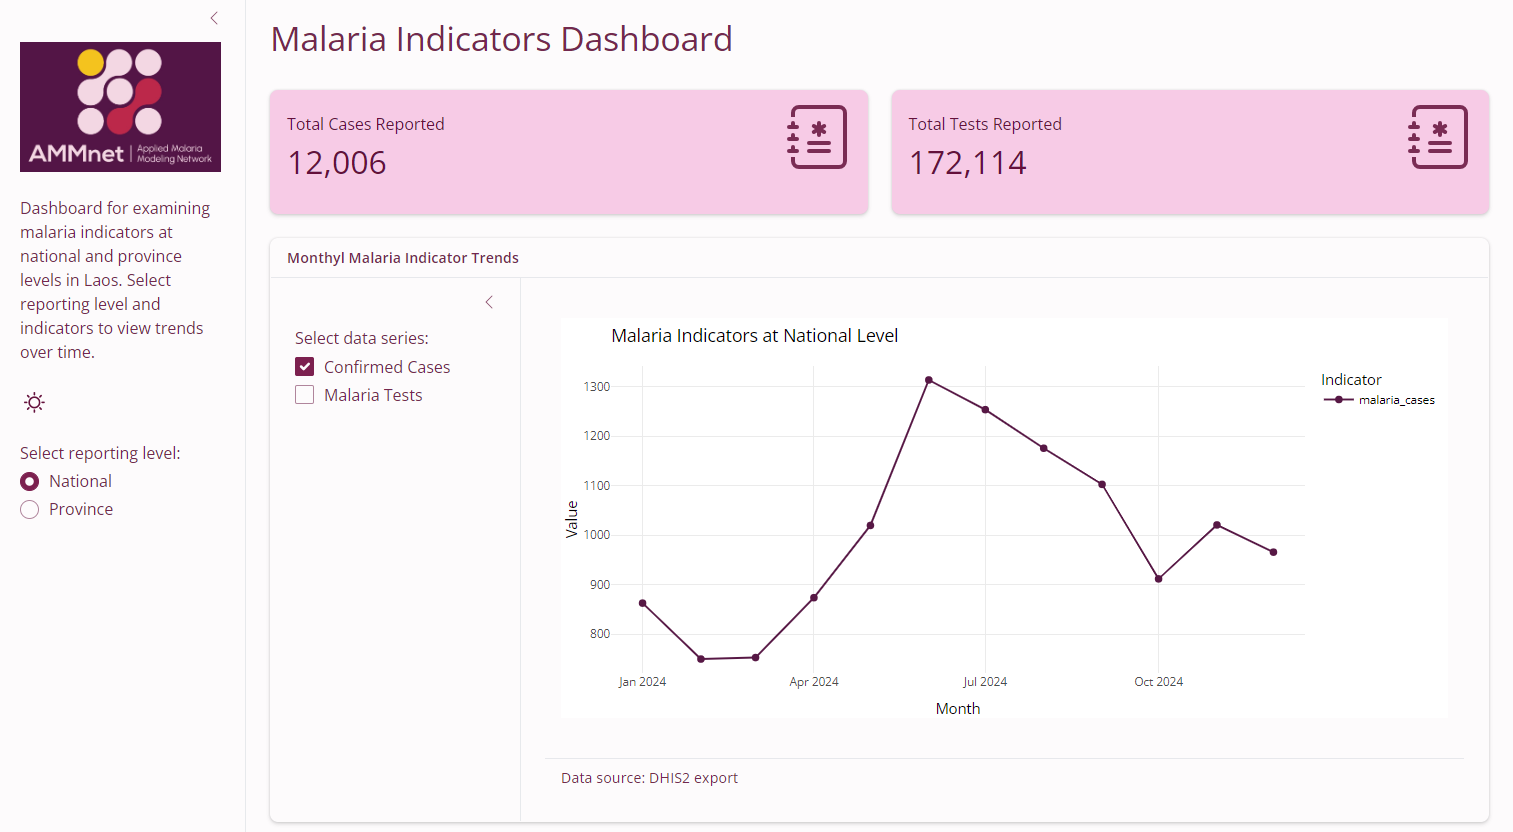 Malaria Indicators Dashboard
AMMnet
Applied Malaria
Modeling Network
Dashboard for examining
malaria indicators at
national and province
levels in Laos. Select
reporting level and
indicators to view trends
over time.
Select reporting level:
National
Province
Total Cases Reported
12,006
Total Tests Reported
172,114
Monthyl Malaria Indicator Trends
Select data series:
Confirmed Cases
Malaria Tests
Malaria Indicators at National Level
Indicator
malaria_cases
Value
1300
1200
1100
1000
900
800
Jan 2024
Apr 2024
Jul 2024
Oct 2024
Month
Data source: DHIS2 export